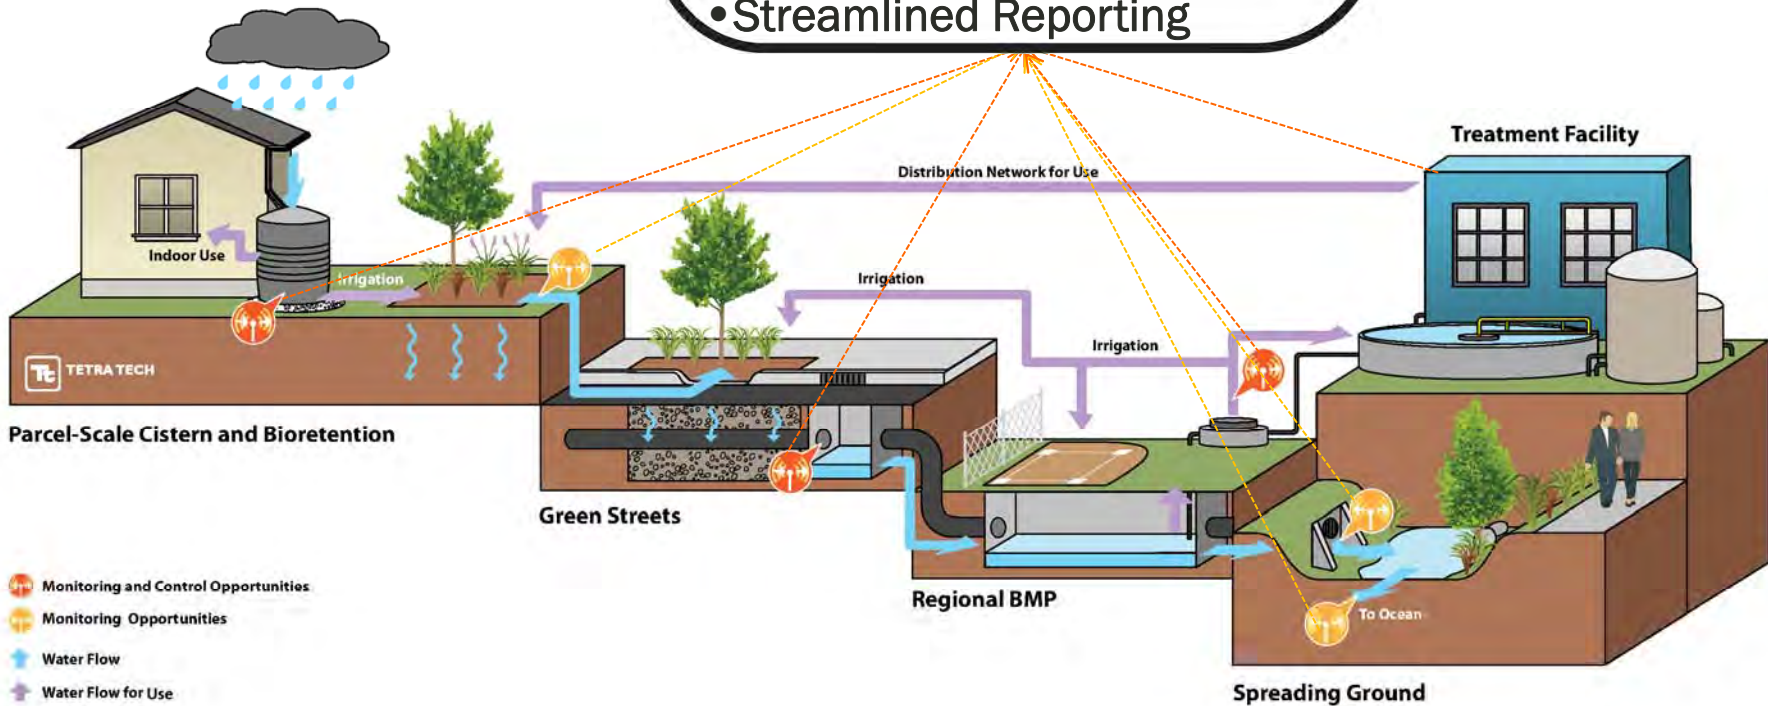 •Streamlined Reporting
Treatment Facility
Distribution Network for Use
Indoor Use
Irrigation
Irrigation
Irrigation
Tt TETRA TECH
Parcel-Scale Cistern and Bioretention
Green Streets
Regional BMP
To Ocean
Spreading Ground
Monitoring and Control Opportunities
Monitoring Opportunities
Water Flow
Water Flow for Use